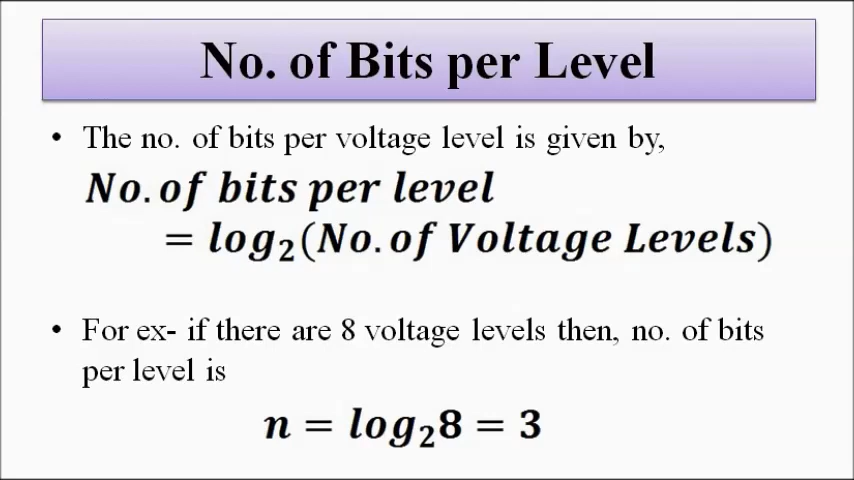 No. of Bits per Level
• The no. of bits per voltage level is given by,
No. of bits per level
= log₂(No. of Voltage Levels)
• For ex- if there are 8 voltage levels then, no. of bits
per level is
n = log₂8 = 3